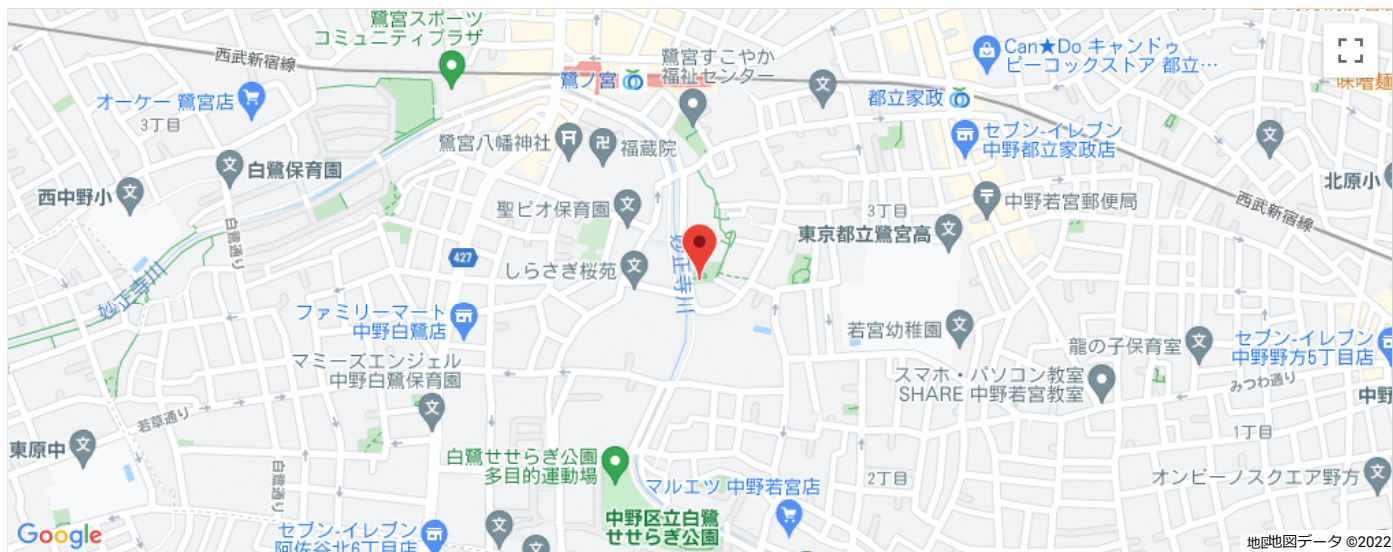 鷺宮スポーツ
コミュニティプラザ
西武新宿線
鷺ノ宮
鷺宮すこやか
福祉センター
Can★Do キャンドゥ
ピーコックストア 都立…
味噌麺
オーケー 鷺宮店
3丁目
都立家政
セブン-イレブン
中野都立家政店
鷺宮八幡神社
福蔵院
白鷺保育園
西中野小
北原小
聖ピオ保育園
中野若宮郵便局
西武新宿線
3丁目
東京都立鷺宮高
白鷺通り
427
しらさぎ桜苑
妙正寺川
妙正寺川
ファミリーマート
中野白鷺店
若宮幼稚園
龍の子保育室
セブン-イレブン
中野野方5丁目店
マミーズエンジェル
中野白鷺保育園
スマホ・パソコン教室
SHARE 中野若宮教室
みつわ通り
中野
若草通り
東原中
1丁目
白鷺せせらぎ公園
多目的運動場
白鷺通り
2丁目
オンピーノスクエア野方
マルエツ 中野若宮店
中野区立白鷺
せせらぎ公園
セブン-イレブン
阿佐谷北6丁目店
Google
地図データ ©2022